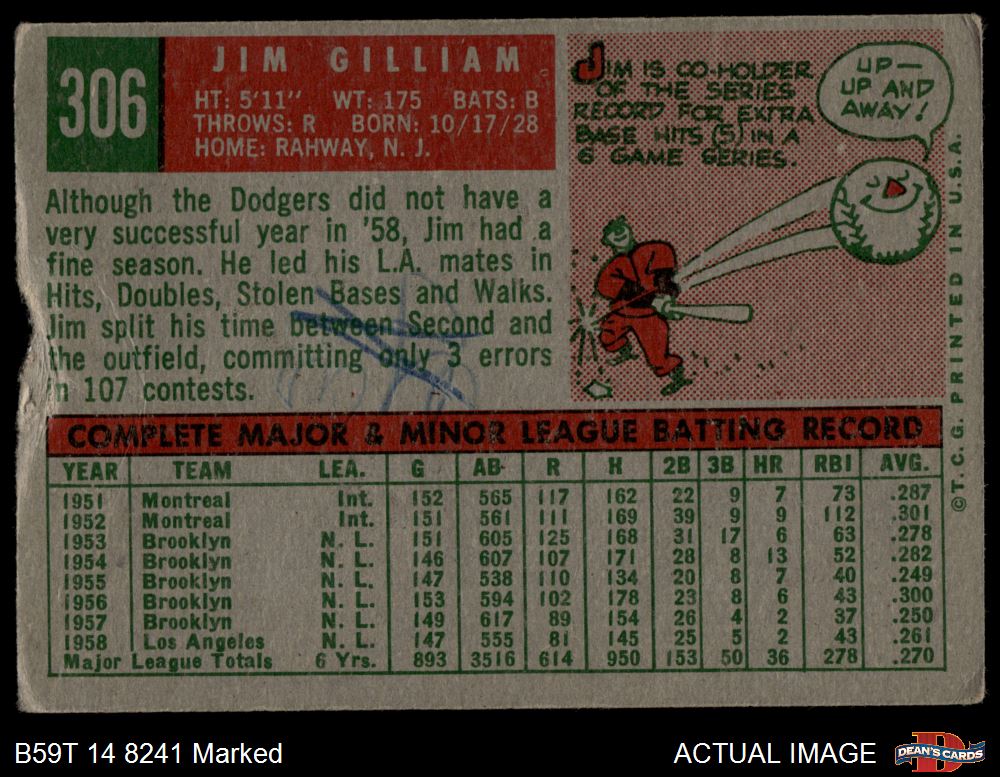 306
JIM GILLIAM
HT: 5'11" WT: 175 BATS: B
THROWS: R BORN: 10/17/28
HOME: RAHWAY, N. J.
JIM IS CO-HOLDER
OF THE SERIES
RECORD FOR EXTRA
BASE HITS (5) IN A
6 GAME SERIES.
UP—
UP AND
AWAY!
Although the Dodgers did not have a
very successful year in '58, Jim had a
fine season. He led his L.A. mates in
Hits, Doubles, Stolen Bases and Walks.
Jim split his time between Second and
the outfield, committing only 3 errors
in 107 contests.
COMPLETE MAJOR & MINOR LEAGUE BATTING RECORD
YEAR TEAM LEA. G AB R H 2B 3B HR RBI AVG.
1951 Montreal Int. 152 565 117 162 22 9 7 73 .287
1952 Montreal Int. 151 561 111 169 39 9 9 112 .301
1953 Brooklyn N. L. 151 605 125 168 31 17 6 63 .278
1954 Brooklyn N. L. 146 607 107 171 28 8 13 52 .282
1955 Brooklyn N. L. 147 538 110 134 20 8 7 40 .249
1956 Brooklyn N. L. 153 594 102 178 23 8 6 43 .300
1957 Brooklyn N. L. 149 617 89 154 26 4 2 37 .250
1958 Los Angeles N. L. 147 555 81 145 25 5 2 43 .261
Major League Totals 6 Yrs. 893 3516 614 950 153 50 36 278 .270
©T. C. G. PRINTED IN U.S.A.
B59T 14 8241 Marked
ACTUAL IMAGE
DEAN'S CARDS